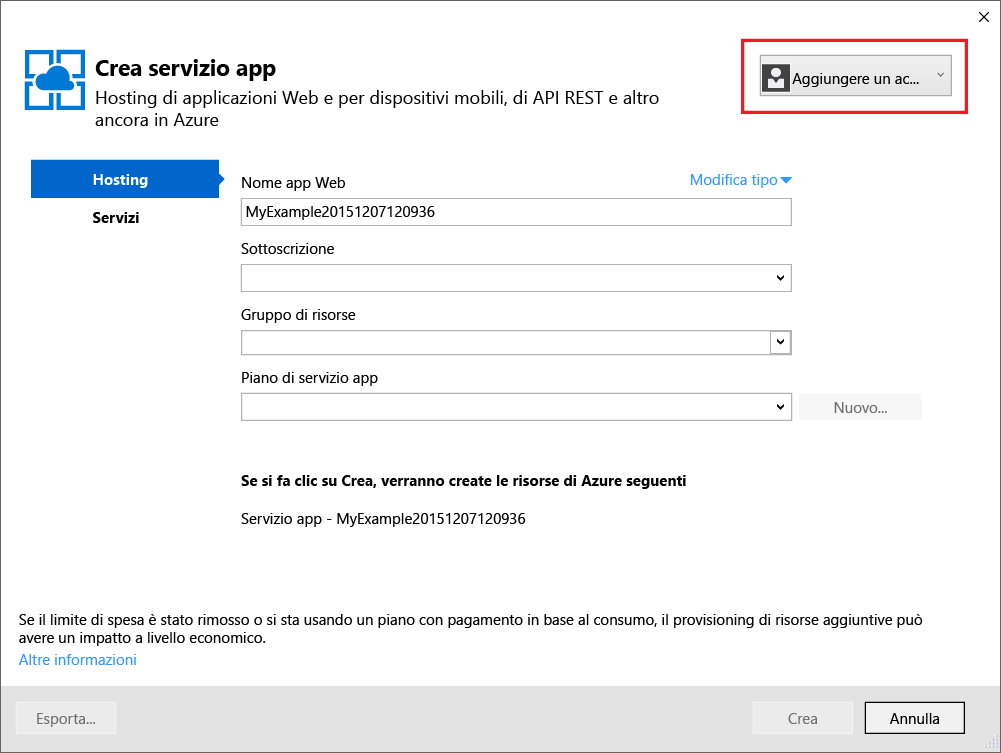 Crea servizio app
Hosting di applicazioni Web e per dispositivi mobili, di API REST e altro
ancora in Azure
Aggiungere un ac...
Hosting
Servizi
Nome app Web
Modifica tipo
MyExample20151207120936
Sottoscrizione
Gruppo di risorse
Piano di servizio app
Nuovo...
Se si fa clic su Crea, verranno create le risorse di Azure seguenti
Servizio app - MyExample20151207120936
Se il limite di spesa è stato rimosso o si sta usando un piano con pagamento in base al consumo, il provisioning di risorse aggiuntive può
avere un impatto a livello economico.
Altre informazioni
Esporta...
Crea
Annulla